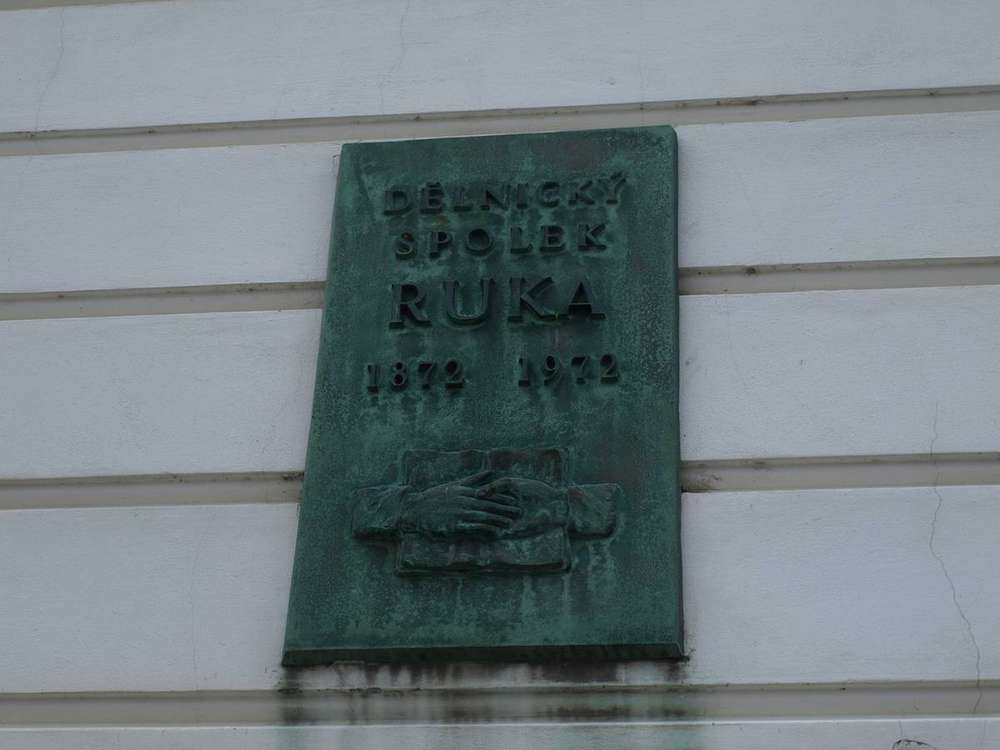 DĚLNICKÝ
SPOLEK
RUKA
1872 1972